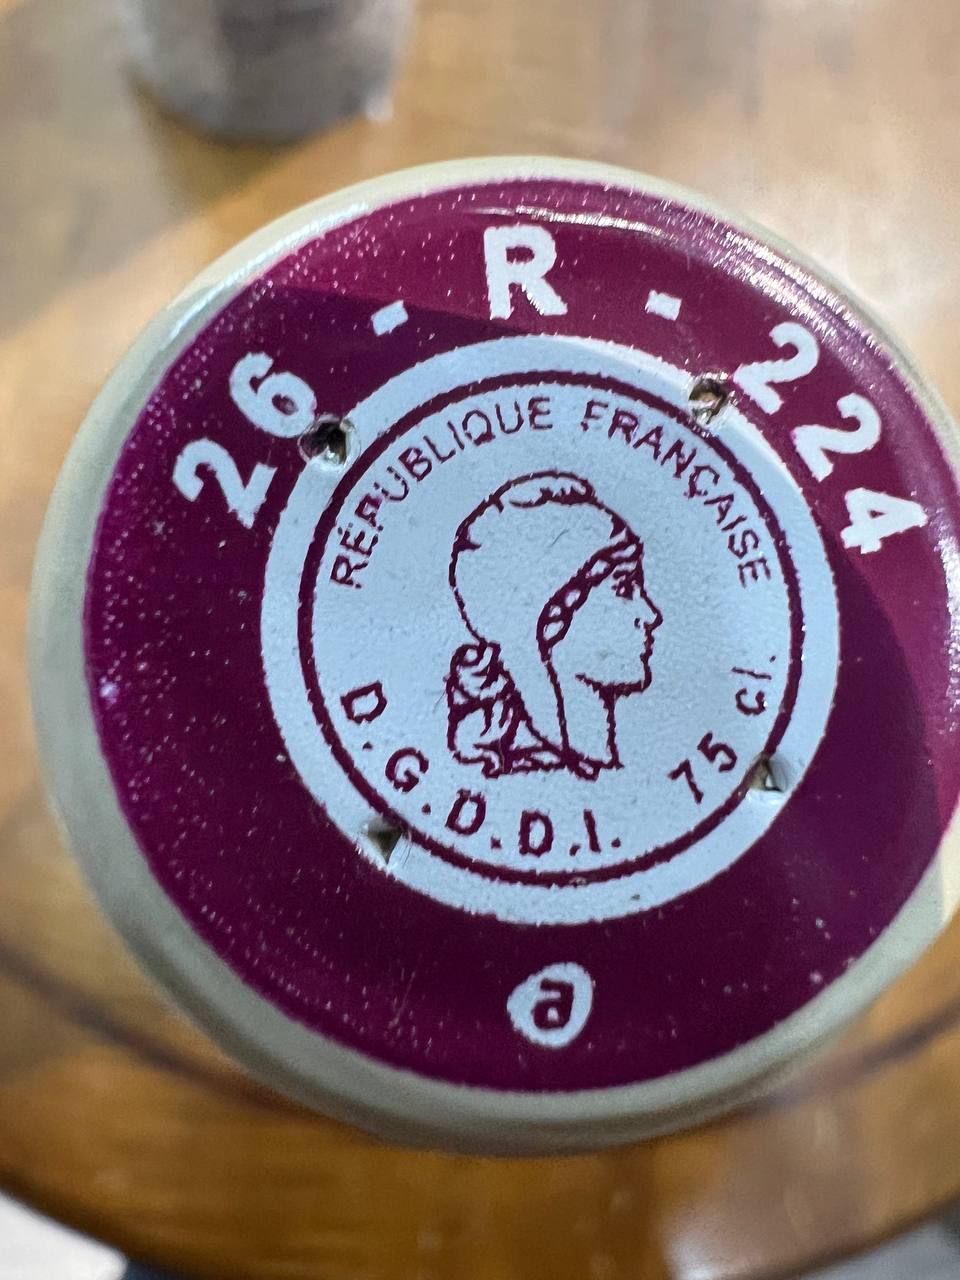 26 - R - 224
RÉPUBLIQUE FRANÇAISE
D.G.D.D.I. 75 cl.
a